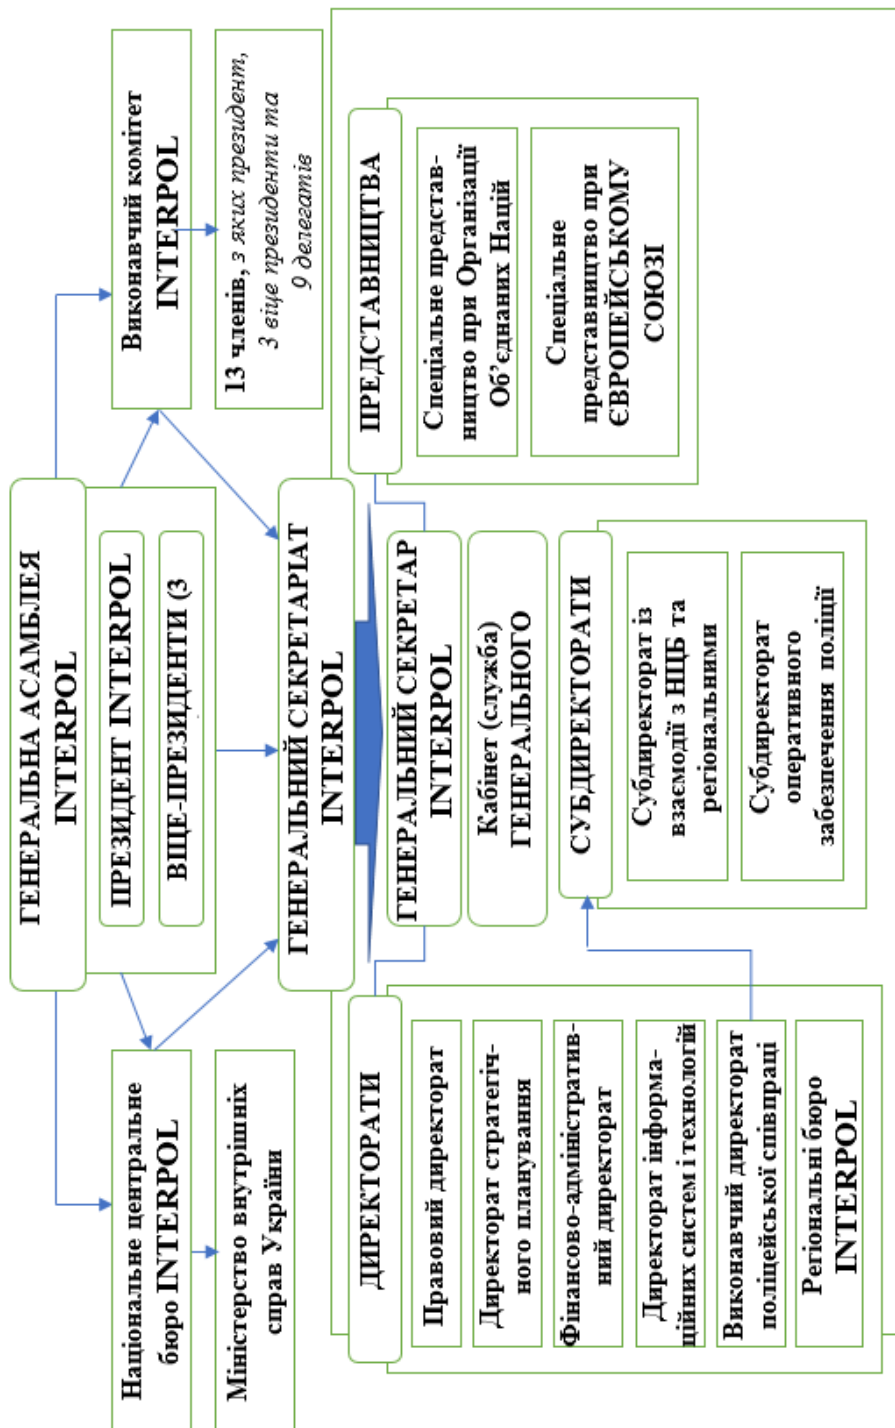 ГЕНЕРАЛЬНА АСАМБЛЕЯ
INTERPOL
ПРЕЗИДЕНТ INTERPOL
ВЩЕ-ПРЕЗИДЕНТИ (3
Національне центральне
бюро INTERPOL
Міністерство внутрішніх
справ України
Виконавчий комітет
INTERPOL
13 членів, з яких президент,
3 віце президенти та
9 делегатів
ГЕНЕРАЛЬНИЙ СЕКРЕТАРІАТ
INTERPOL
ГЕНЕРАЛЬНИЙ СЕКРЕТАР
INTERPOL
Кабінет (служба)
ГЕНЕРАЛЬНОГО
ДИРЕКТОРАТИ
Правовий директорат
Директорат стратегіч-
ного планування
Фінансово-адміністратив-
ний директорат
Директорат інформа-
ційних систем і технологій
Виконавчий директорат
поліцейської співпраці
Регіональні бюро
INTERPOL
СУБДИРЕКТОРАТИ
Субдиректорат із
взаємодії з НЦБ та
регіональними
Субдиректорат
оперативного
забезпечення поліції
ПРЕДСТАВНИЦТВА
Спеціальне представ-
ництво при Організації
Об’єднаних Націй
Спеціальне
представництво при
ЄВРОПЕЙСЬКОМУ
СОЮЗІ